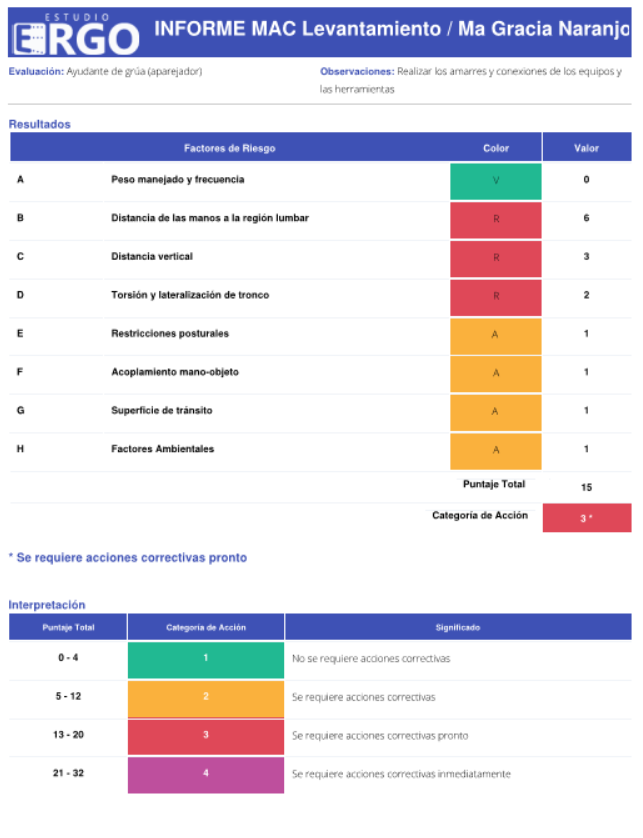 ESTUDIO
ERGO
INFORME MAC Levantamiento / Ma Gracia Naranjo
Evaluación: Ayudante de grúa (aparejador)
Observaciones: Realizar los amarres y conexiones de los equipos y
las herramientas
Resultados
Factores de Riesgo Color Valor
A Peso manejado y frecuencia V 0
B Distancia de las manos a la región lumbar R 6
C Distancia vertical R 3
D Torsión y lateralización de tronco R 2
E Restricciones posturales A 1
F Acoplamiento mano-objeto A 1
G Superficie de tránsito A 1
H Factores Ambientales A 1
Puntaje Total 15
Categoría de Acción 3 *
* Se requiere acciones correctivas pronto
Interpretación
Puntaje Total Categoría de Acción Significado
0 - 4 1 No se requiere acciones correctivas
5 - 12 2 Se requiere acciones correctivas
13 - 20 3 Se requiere acciones correctivas pronto
21 - 32 4 Se requiere acciones correctivas inmediatamente